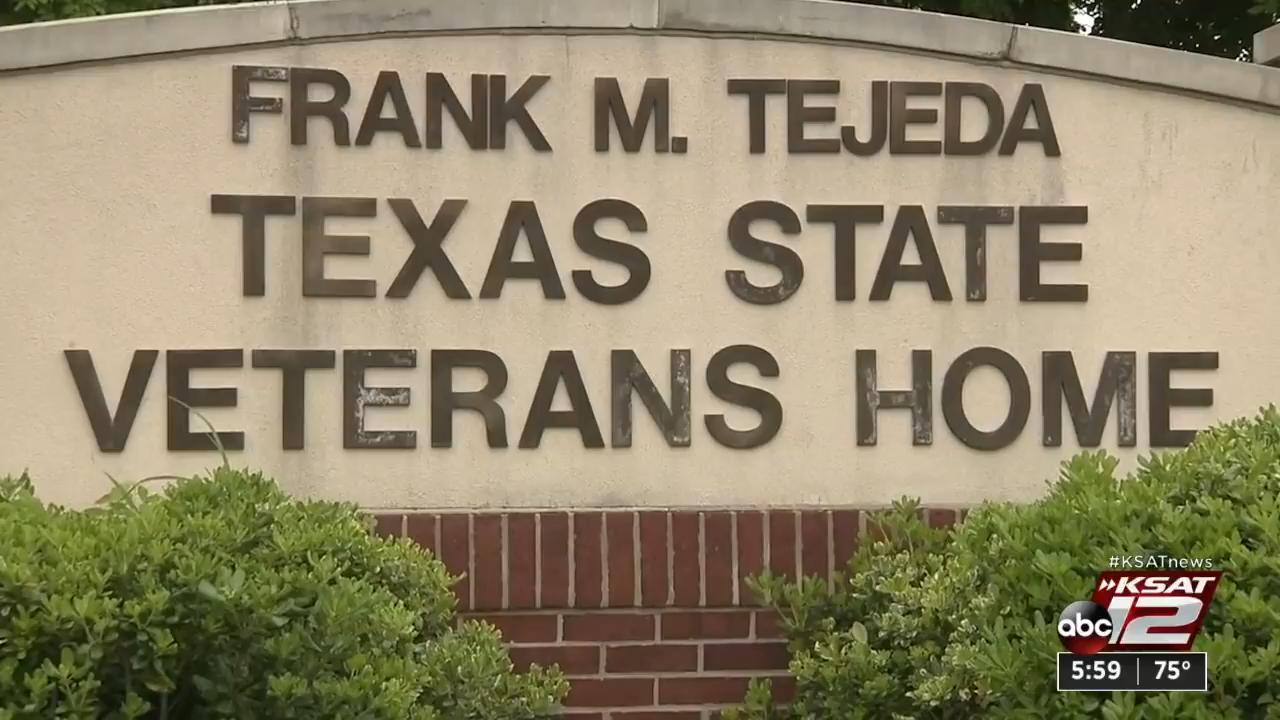 FRANK M. TEJEDA
TEXAS STATE
VETERANS HOME
#KSATnews
KSAT
abc 12
5:59 75°